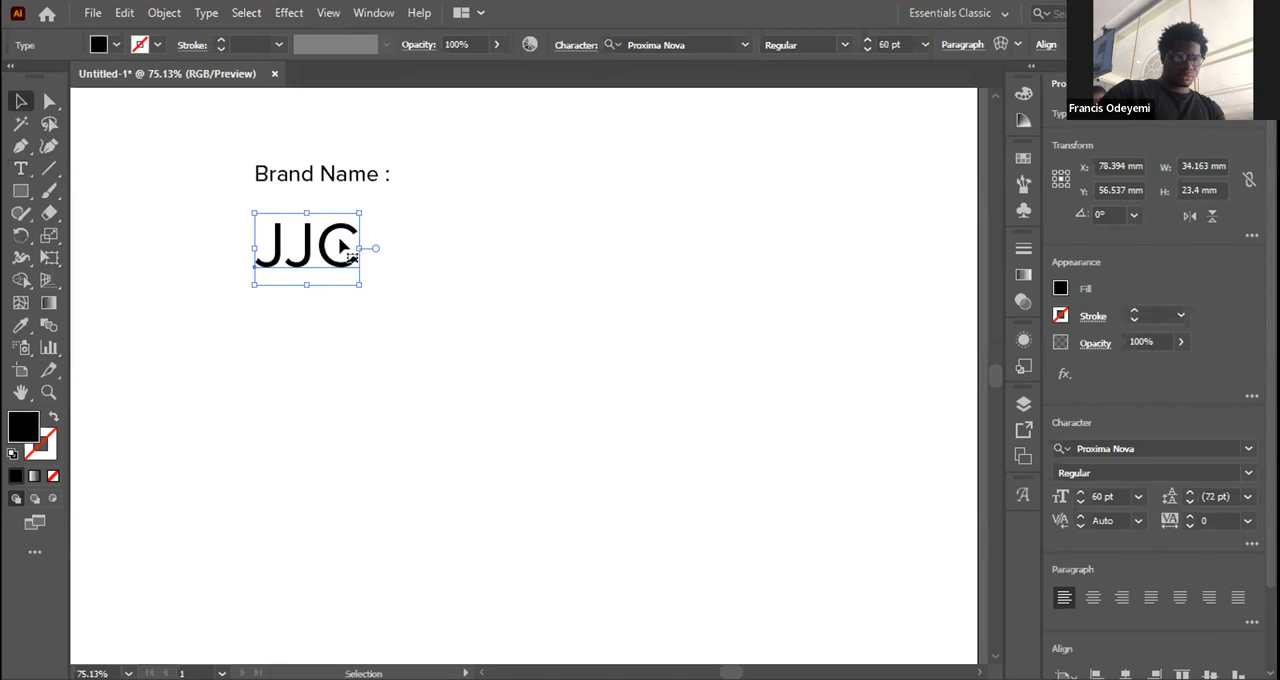 Ai File Edit Object Type Select Effect View Window Help Essentials Classic
Type Stroke: Opacity: 100% Character: Proxima Nova Regular 60 pt Paragraph Align
Untitled-1* @ 75.13% (RGB/Preview) ×
Francis Odeyemi
Transform
X: 78.394 mm W: 34.163 mm
Y: 56.537 mm H: 23.4 mm
0°
Brand Name :
JJC
Appearance
Fill
Stroke
Opacity 100%
fx.
Character
Proxima Nova
Regular
60 pt (72 pt)
Auto 0
Paragraph
Align
75.13% 1 Selection